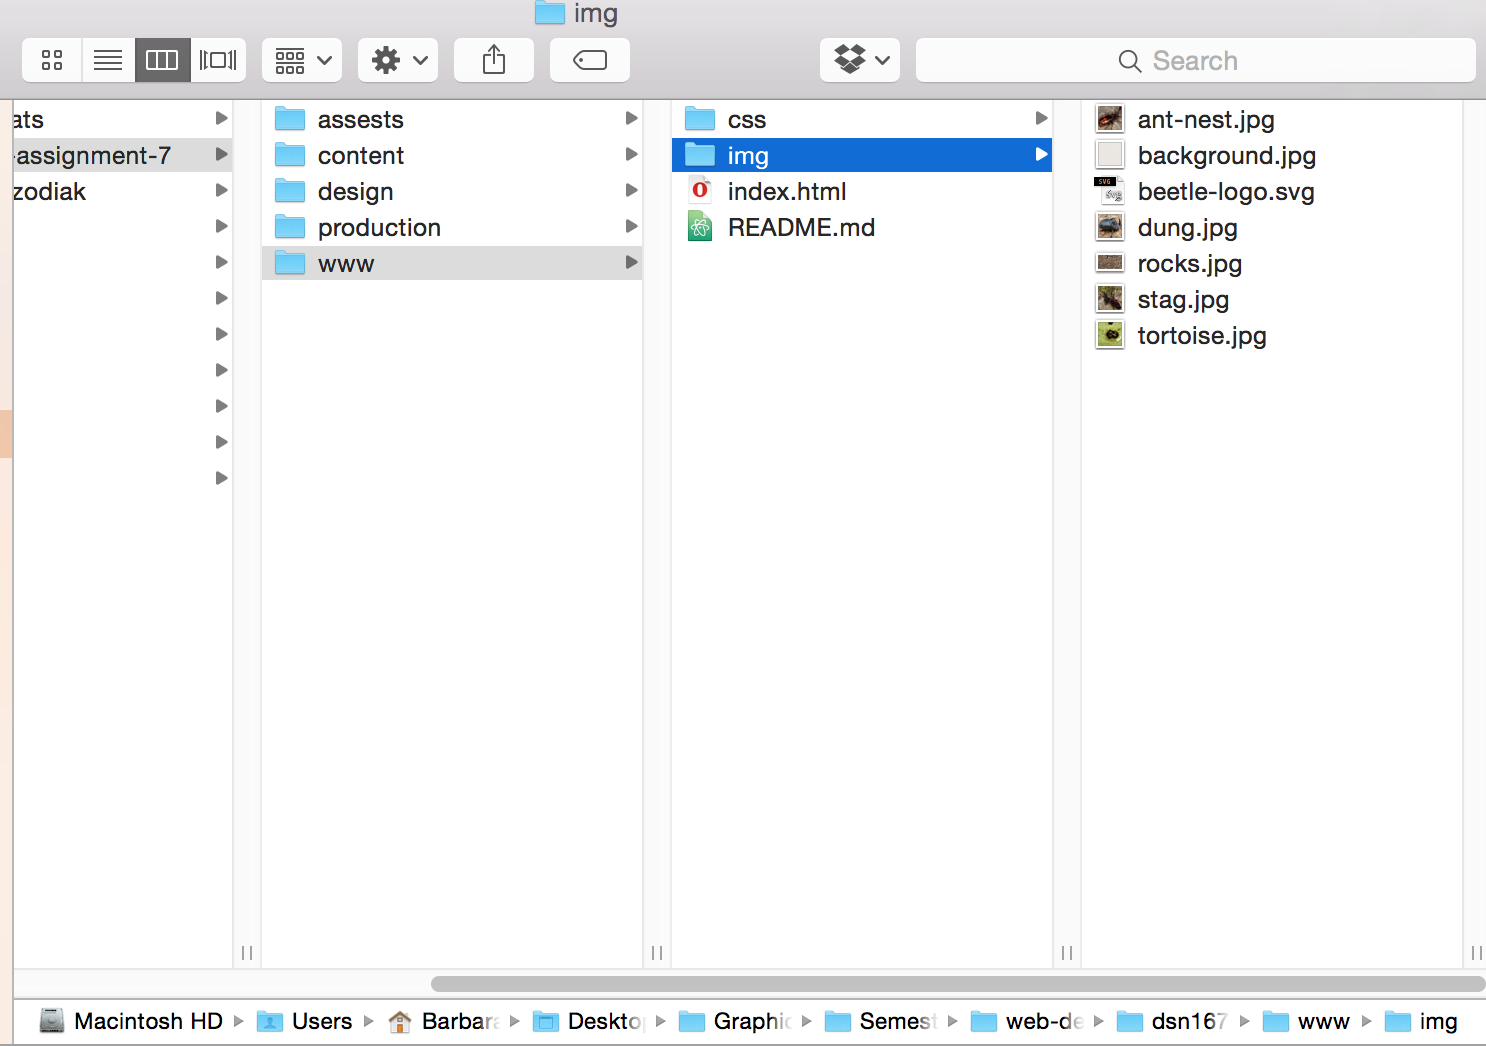 img
Search
ats
-assignment-7
zodiak
assests
content
design
production
www
css
img
index.html
README.md
ant-nest.jpg
background.jpg
beetle-logo.svg
dung.jpg
rocks.jpg
stag.jpg
tortoise.jpg
Macintosh HD Users Barbara Deskto Graphic Semest web-de dsn167 www img